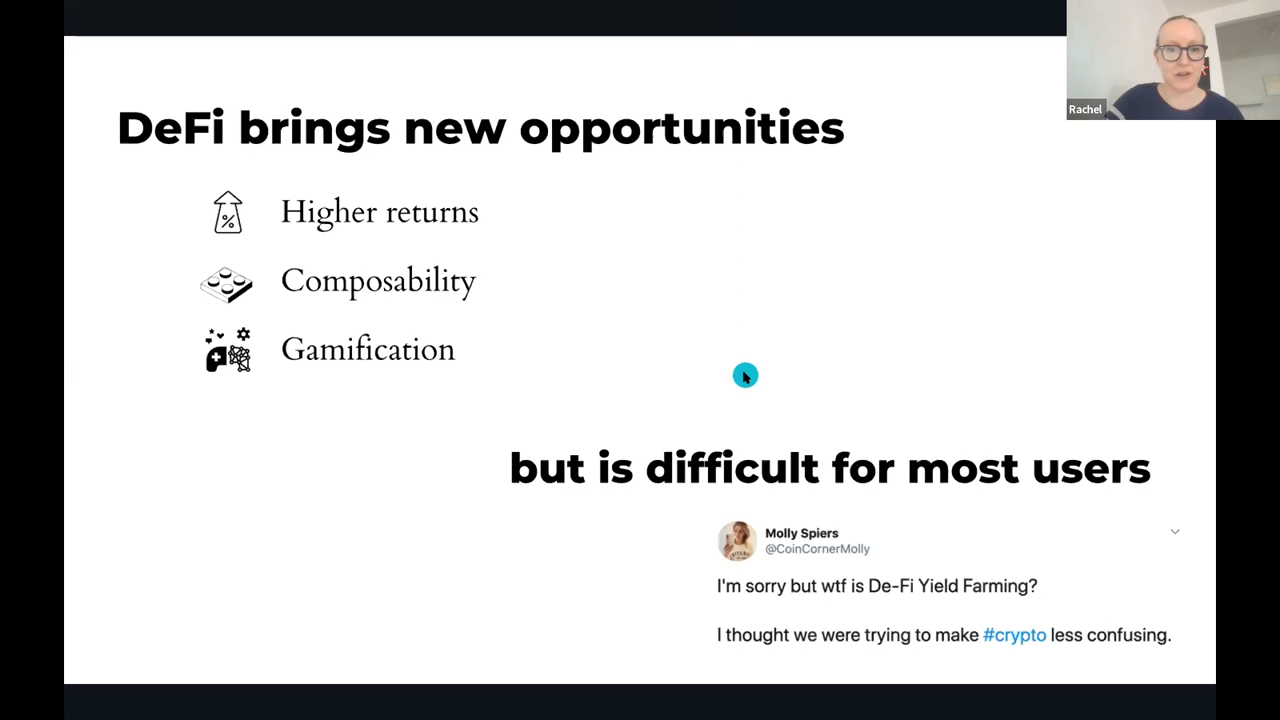 Rachel
DeFi brings new opportunities
Higher returns
Composability
Gamification
but is difficult for most users
Molly Spiers
@CoinCornerMolly
I'm sorry but wtf is De-Fi Yield Farming?
I thought we were trying to make #crypto less confusing.